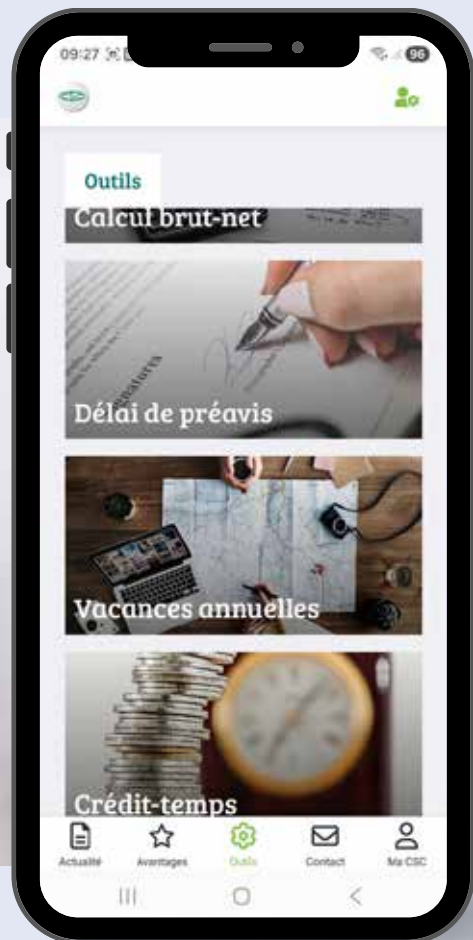 09:27
96
Outils
Calcul brut-net
Délai de préavis
Vacances annuelles
Crédit-temps
Actualité
Avantages
Outils
Contact
Ma CSC